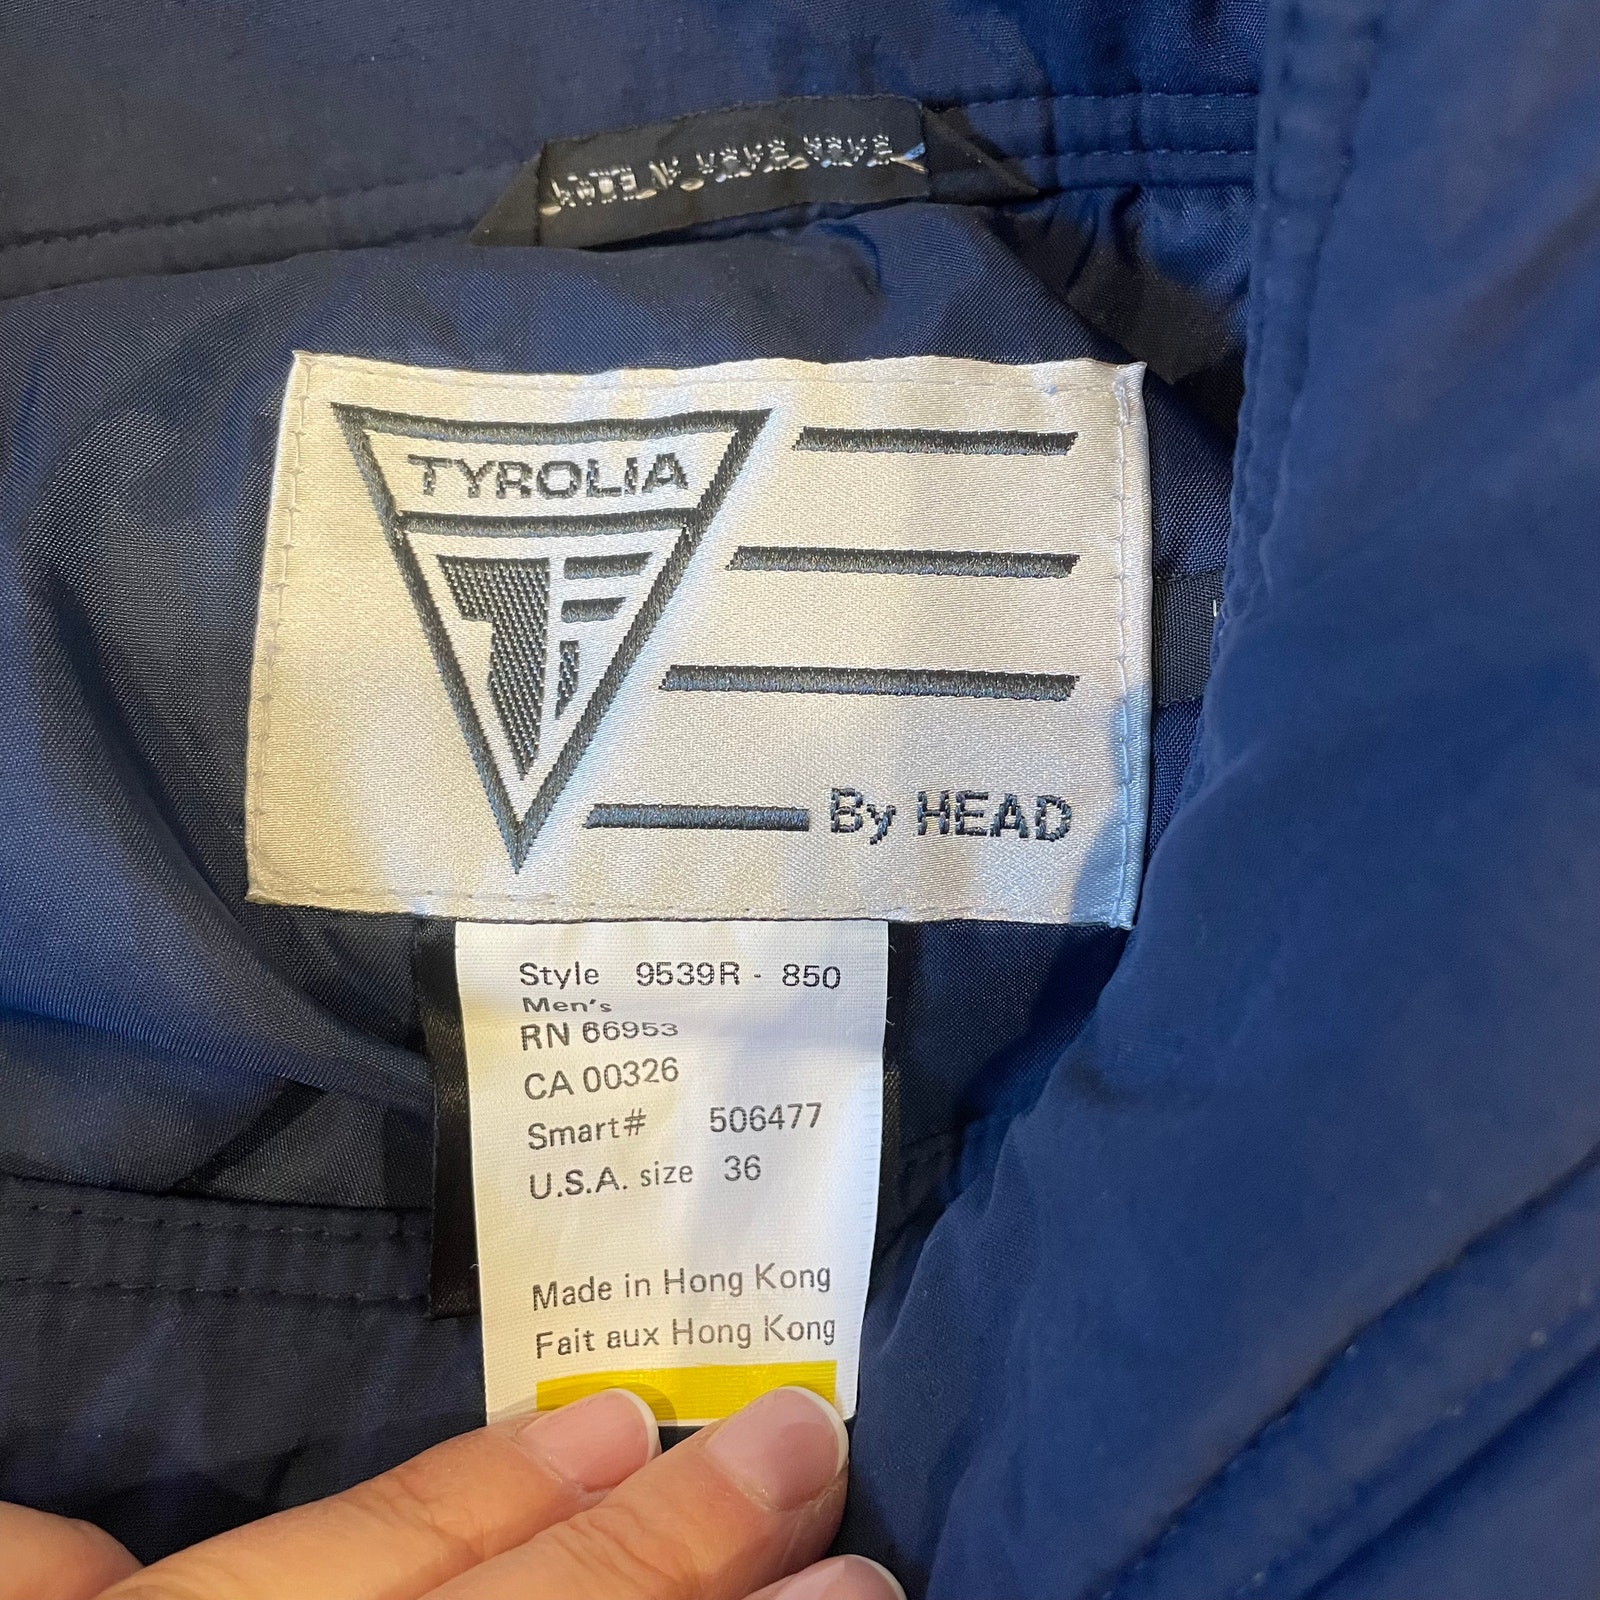 TYROLIA
By HEAD
Style 9539R - 850
Men's
RN 66953
CA 00326
Smart# 506477
U.S.A. size 36
Made in Hong Kong
Fait aux Hong Kong